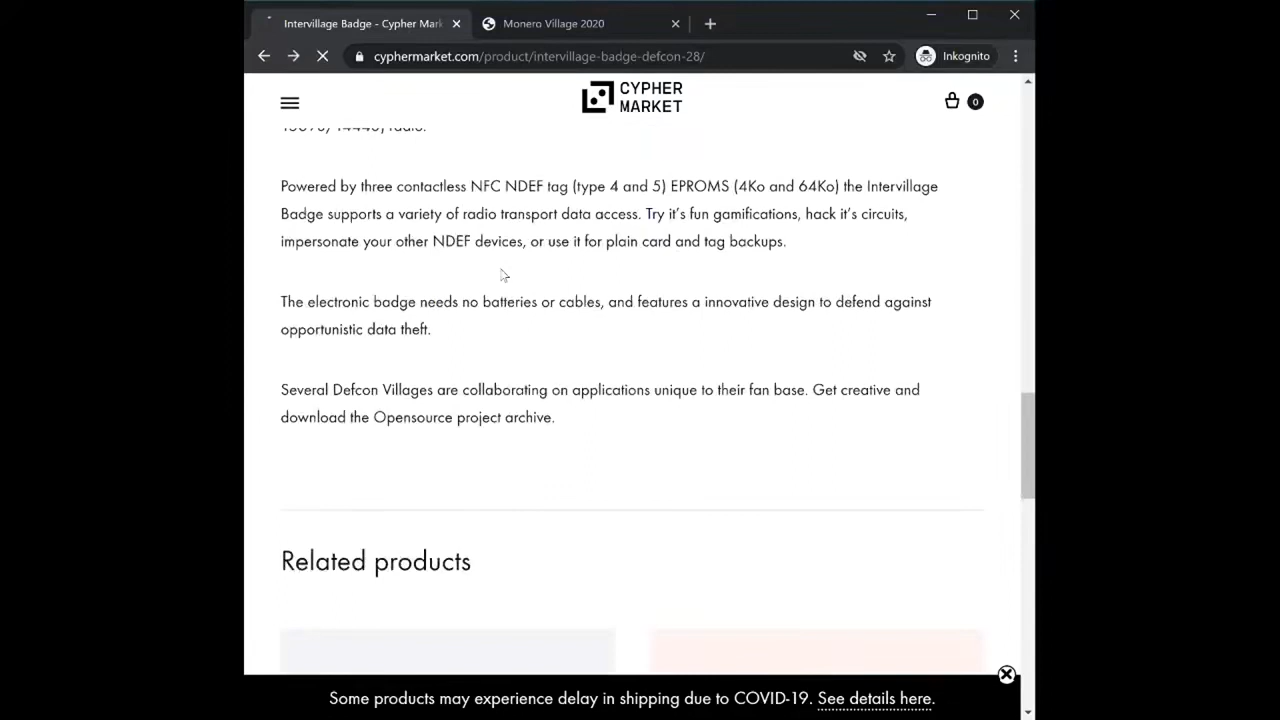 Intervillage Badge - Cypher Mark
Monero Village 2020
cyphermarket.com/product/intervillage-badge-defcon-28/
Inkognito
CYPHER
MARKET
0
15693/14443) radio.
Powered by three contactless NFC NDEF tag (type 4 and 5) EPROMS (4Ko and 64Ko) the Intervillage
Badge supports a variety of radio transport data access. Try it’s fun gamifications, hack it’s circuits,
impersonate your other NDEF devices, or use it for plain card and tag backups.
The electronic badge needs no batteries or cables, and features a innovative design to defend against
opportunistic data theft.
Several Defcon Villages are collaborating on applications unique to their fan base. Get creative and
download the Opensource project archive.
Related products
Some products may experience delay in shipping due to COVID-19. See details here.